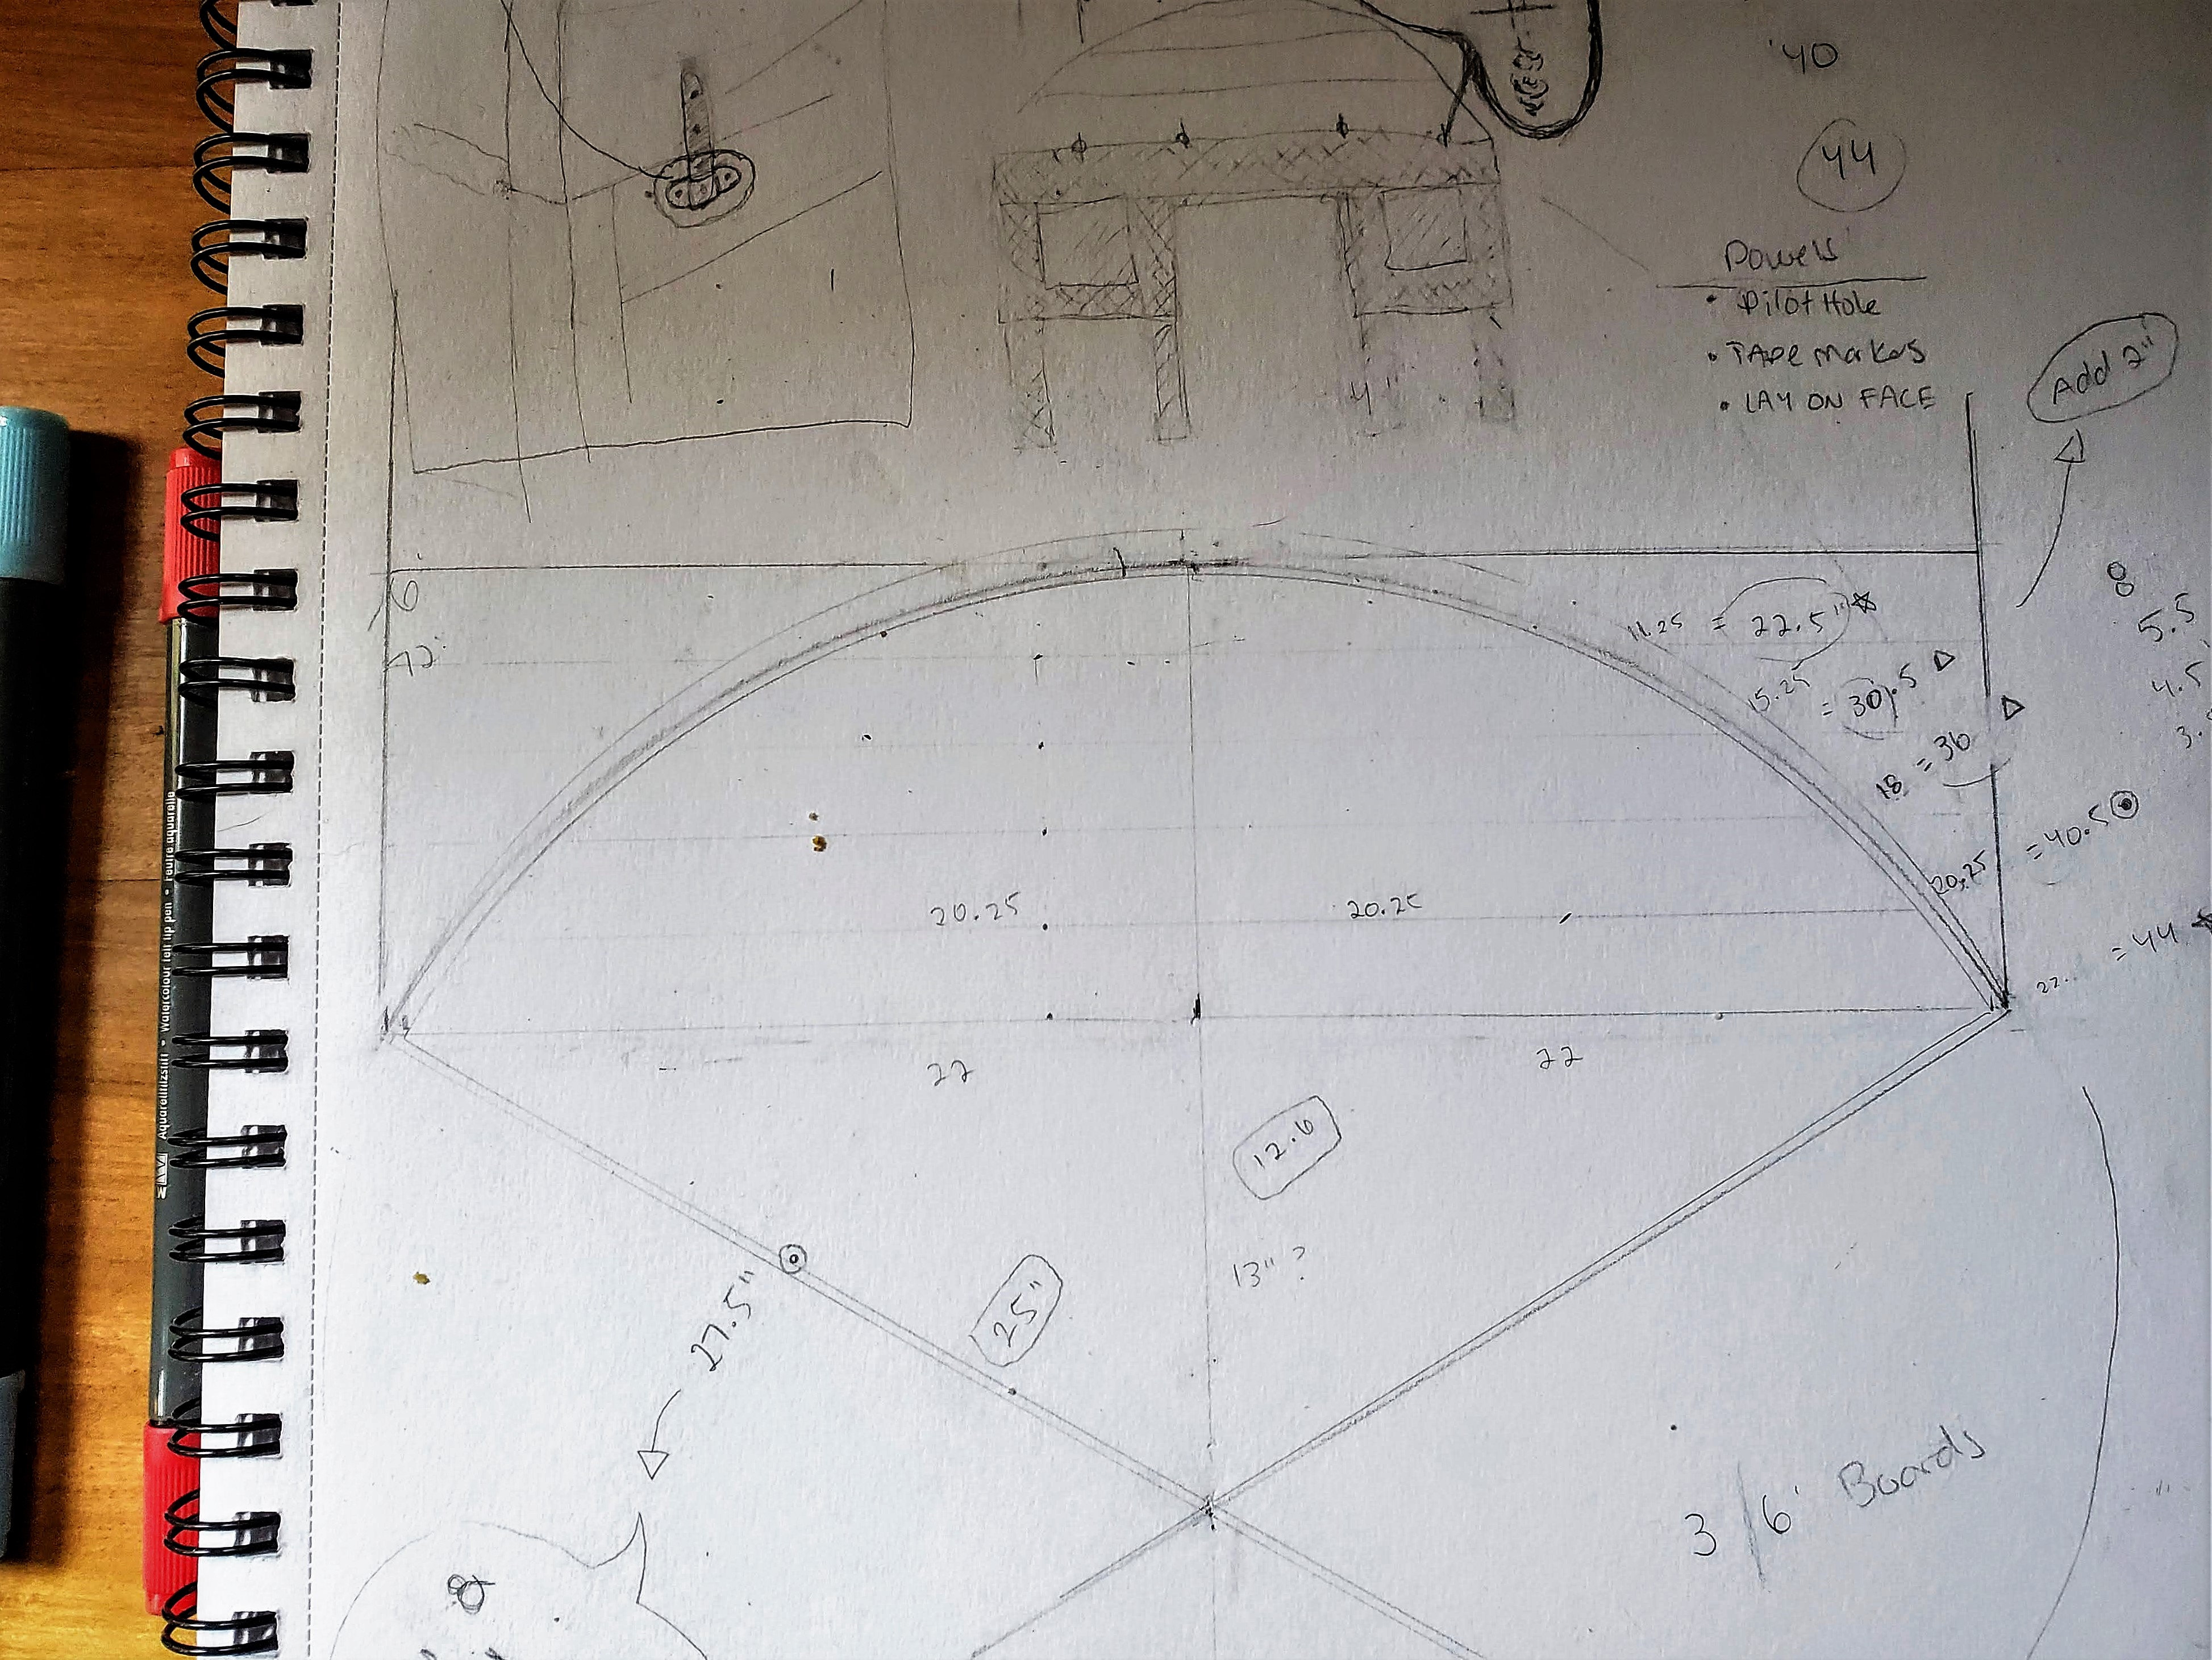 '40
44
Dowels
• Pilot Hole
• TAPE MARKERS
• LAY ON FACE
Add 2"
6'
72"
11.25 = 22.5"
15.25 = 30.5
18 = 36
20.25 = 40.5
22... = 44
8
5.5
4.5
3.
4"
20.25
20.25
22
22
12.6
13"?
25"
27.5"
3/6' Boards
8
Aquarellfilzstift • Watercolour felt tip pen • Feutre aquarelle